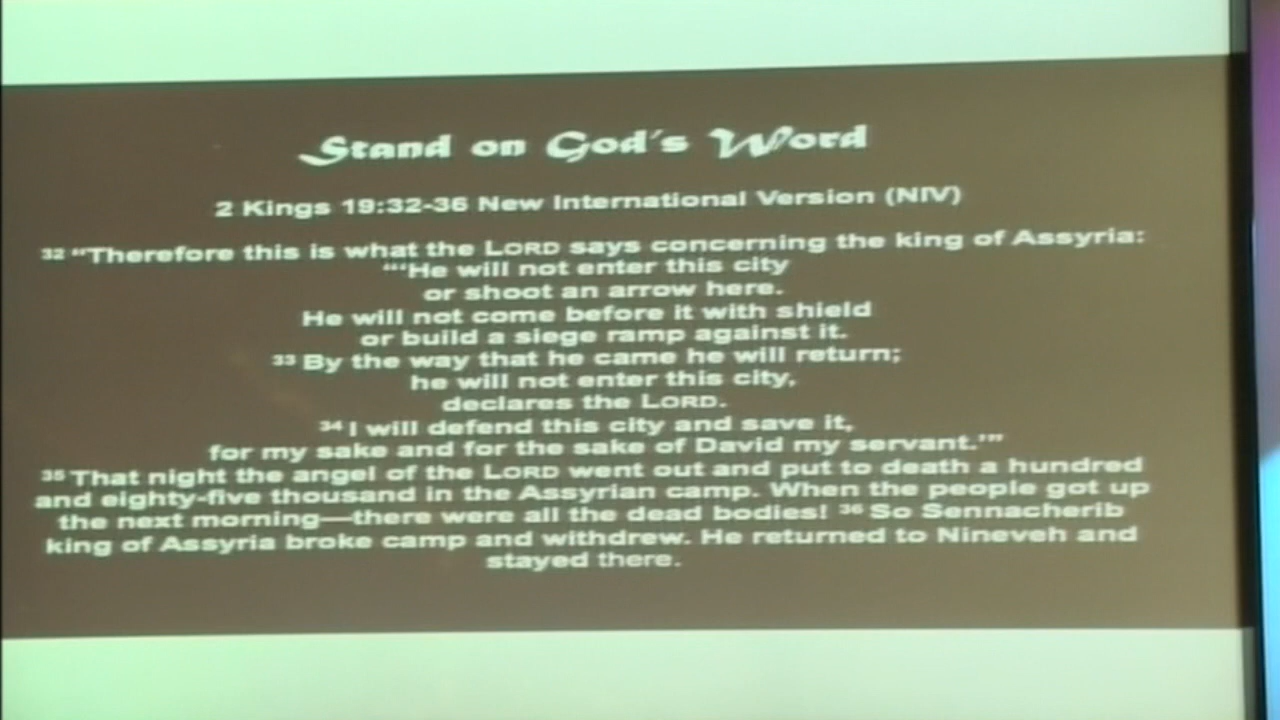 Stand on God's Word
2 Kings 19:32-36 New International Version (NIV)
32 “Therefore this is what the LORD says concerning the king of Assyria:
“‘He will not enter this city
or shoot an arrow here.
He will not come before it with shield
or build a siege ramp against it.
33 By the way that he came he will return;
he will not enter this city,
declares the LORD.
34 I will defend this city and save it,
for my sake and for the sake of David my servant.’”
35 That night the angel of the LORD went out and put to death a hundred
and eighty-five thousand in the Assyrian camp. When the people got up
the next morning—there were all the dead bodies! 36 So Sennacherib
king of Assyria broke camp and withdrew. He returned to Nineveh and
stayed there.